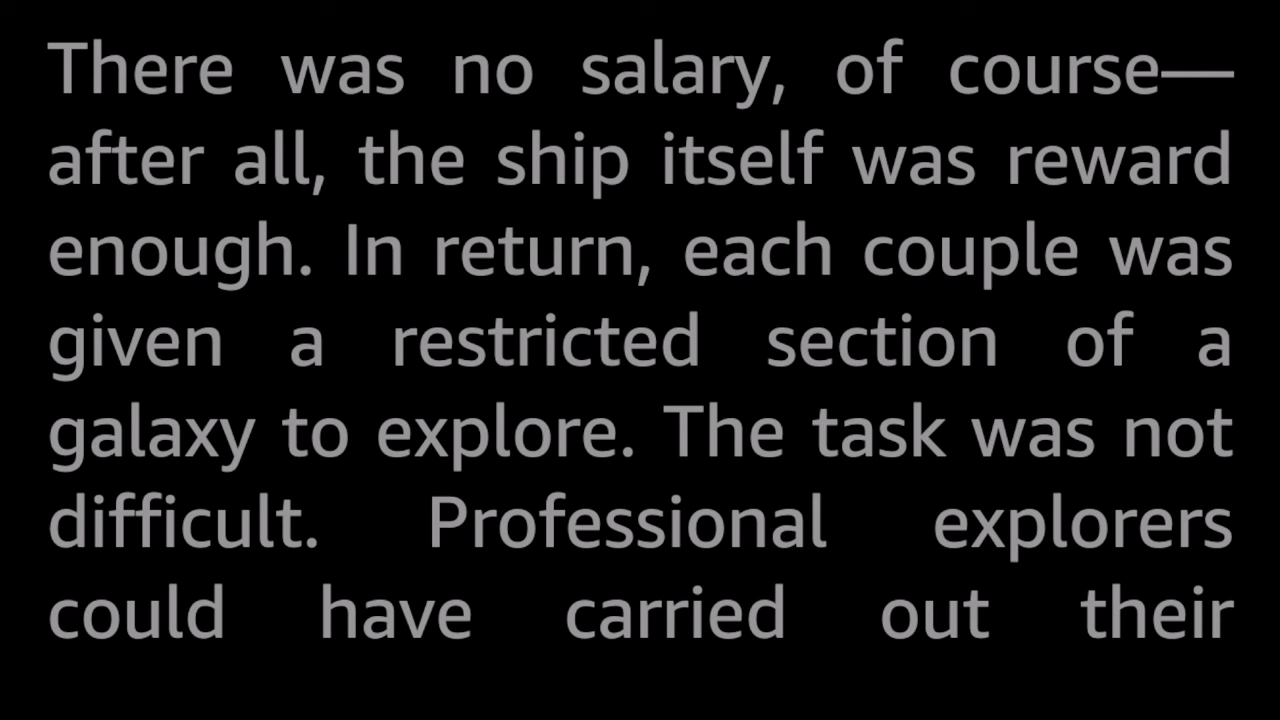 There was no salary, of course—
after all, the ship itself was reward
enough. In return, each couple was
given a restricted section of a
galaxy to explore. The task was not
difficult. Professional explorers
could have carried out their